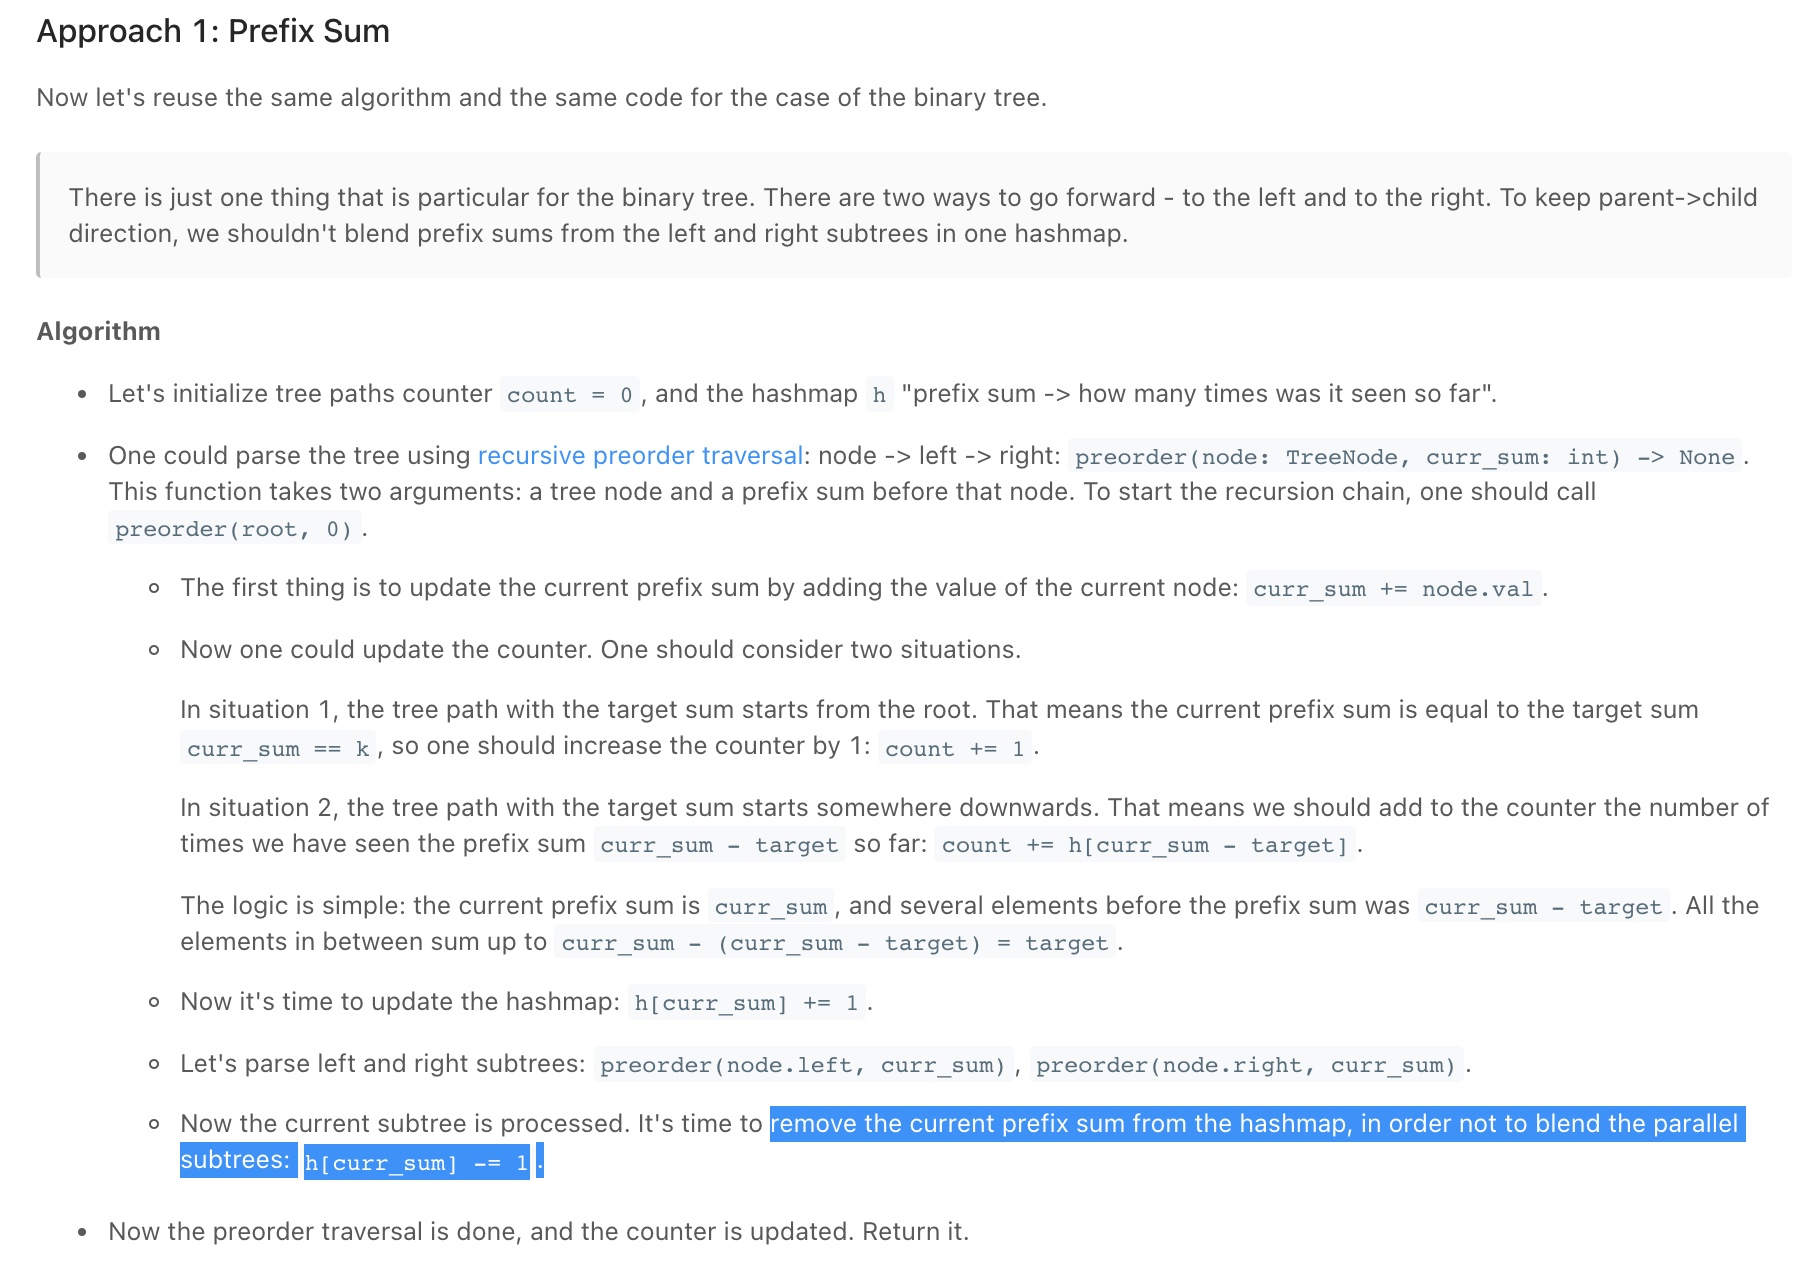 Approach 1: Prefix Sum
Now let's reuse the same algorithm and the same code for the case of the binary tree.
There is just one thing that is particular for the binary tree. There are two ways to go forward - to the left and to the right. To keep parent->child
direction, we shouldn't blend prefix sums from the left and right subtrees in one hashmap.
Algorithm
• Let's initialize tree paths counter count = 0, and the hashmap h "prefix sum -> how many times was it seen so far".
• One could parse the tree using recursive preorder traversal: node -> left -> right: preorder(node: TreeNode, curr_sum: int) -> None.
This function takes two arguments: a tree node and a prefix sum before that node. To start the recursion chain, one should call
preorder(root, 0).
◦ The first thing is to update the current prefix sum by adding the value of the current node: curr_sum += node.val.
◦ Now one could update the counter. One should consider two situations.
In situation 1, the tree path with the target sum starts from the root. That means the current prefix sum is equal to the target sum
curr_sum == k, so one should increase the counter by 1: count += 1.
In situation 2, the tree path with the target sum starts somewhere downwards. That means we should add to the counter the number of
times we have seen the prefix sum curr_sum - target so far: count += h[curr_sum - target].
The logic is simple: the current prefix sum is curr_sum, and several elements before the prefix sum was curr_sum - target. All the
elements in between sum up to curr_sum - (curr_sum - target) = target.
◦ Now it's time to update the hashmap: h[curr_sum] += 1.
◦ Let's parse left and right subtrees: preorder(node.left, curr_sum), preorder(node.right, curr_sum).
◦ Now the current subtree is processed. It's time to remove the current prefix sum from the hashmap, in order not to blend the parallel
subtrees: h[curr_sum] -= 1.
• Now the preorder traversal is done, and the counter is updated. Return it.